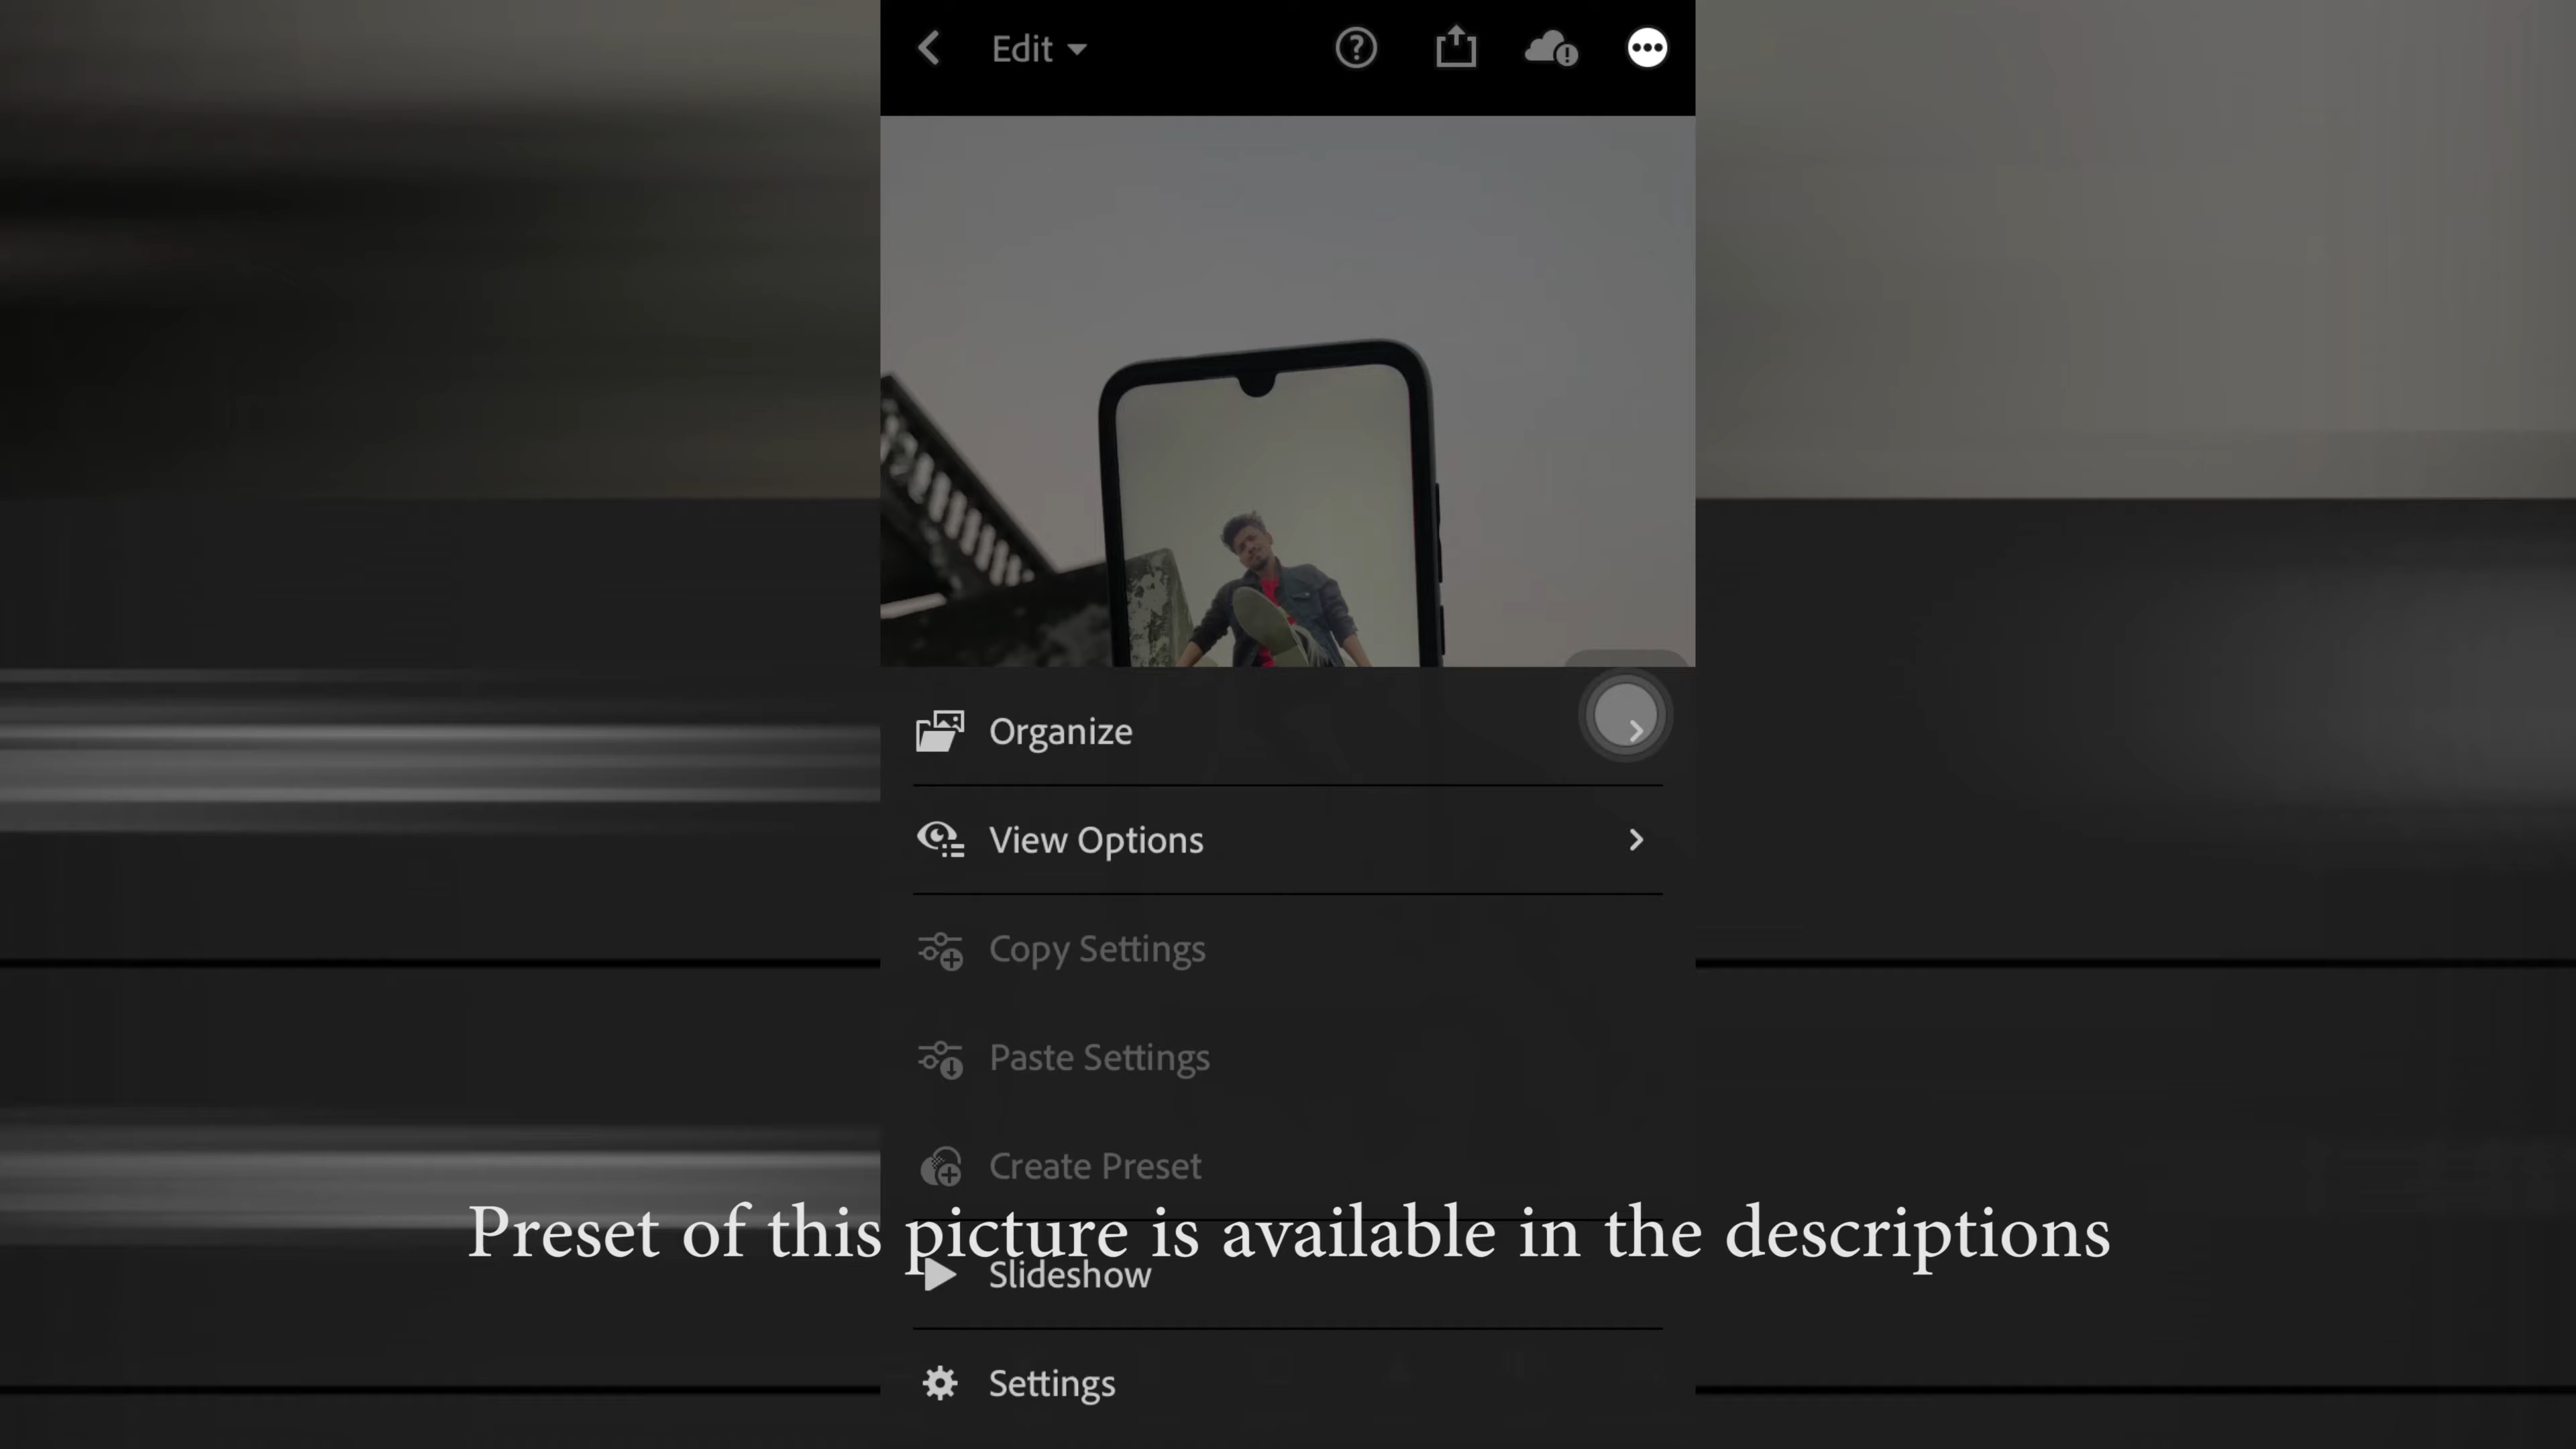 Edit
Organize
View Options
Copy Settings
Paste Settings
Create Preset
Preset of this picture is available in the descriptions
Slideshow
Settings